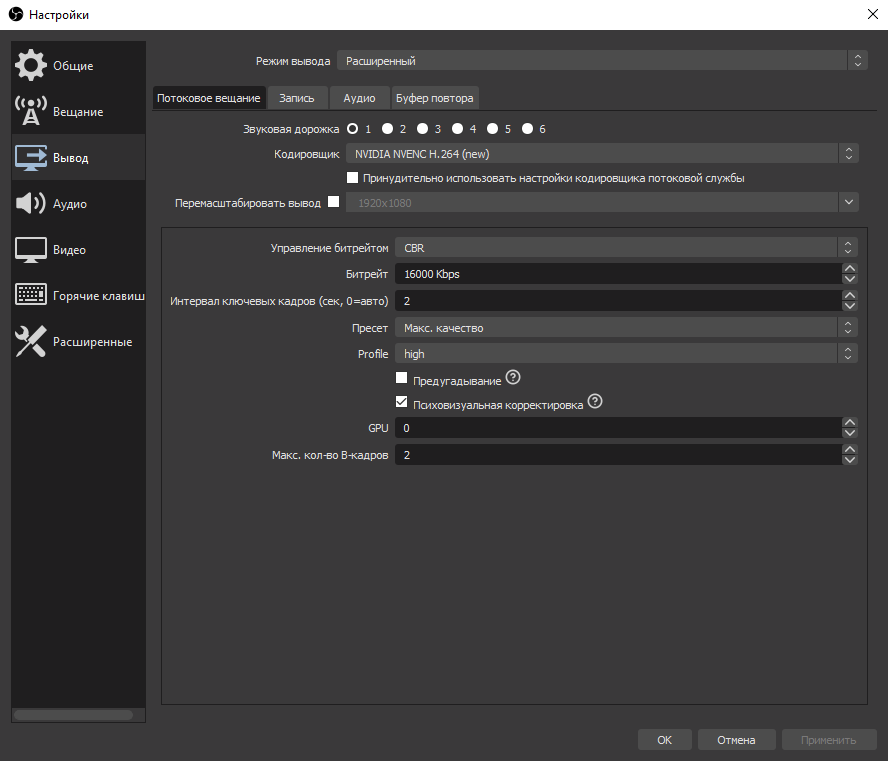 Настройки
Общие
Вещание
Вывод
Аудио
Видео
Горячие клавиш
Расширенные
Режим вывода Расширенный
Потоковое вещание Запись Аудио Буфер повтора
Звуковая дорожка 1 2 3 4 5 6
Кодировщик NVIDIA NVENC H.264 (new)
Принудительно использовать настройки кодировщика потоковой службы
Перемасштабировать вывод 1920x1080
Управление битрейтом CBR
Битрейт 16000 Kbps
Интервал ключевых кадров (сек, 0=авто) 2
Пресет Макс. качество
Profile high
Предугадывание ?
Психовизуальная корректировка ?
GPU 0
Макс. кол-во B-кадров 2
OK Отмена Применить